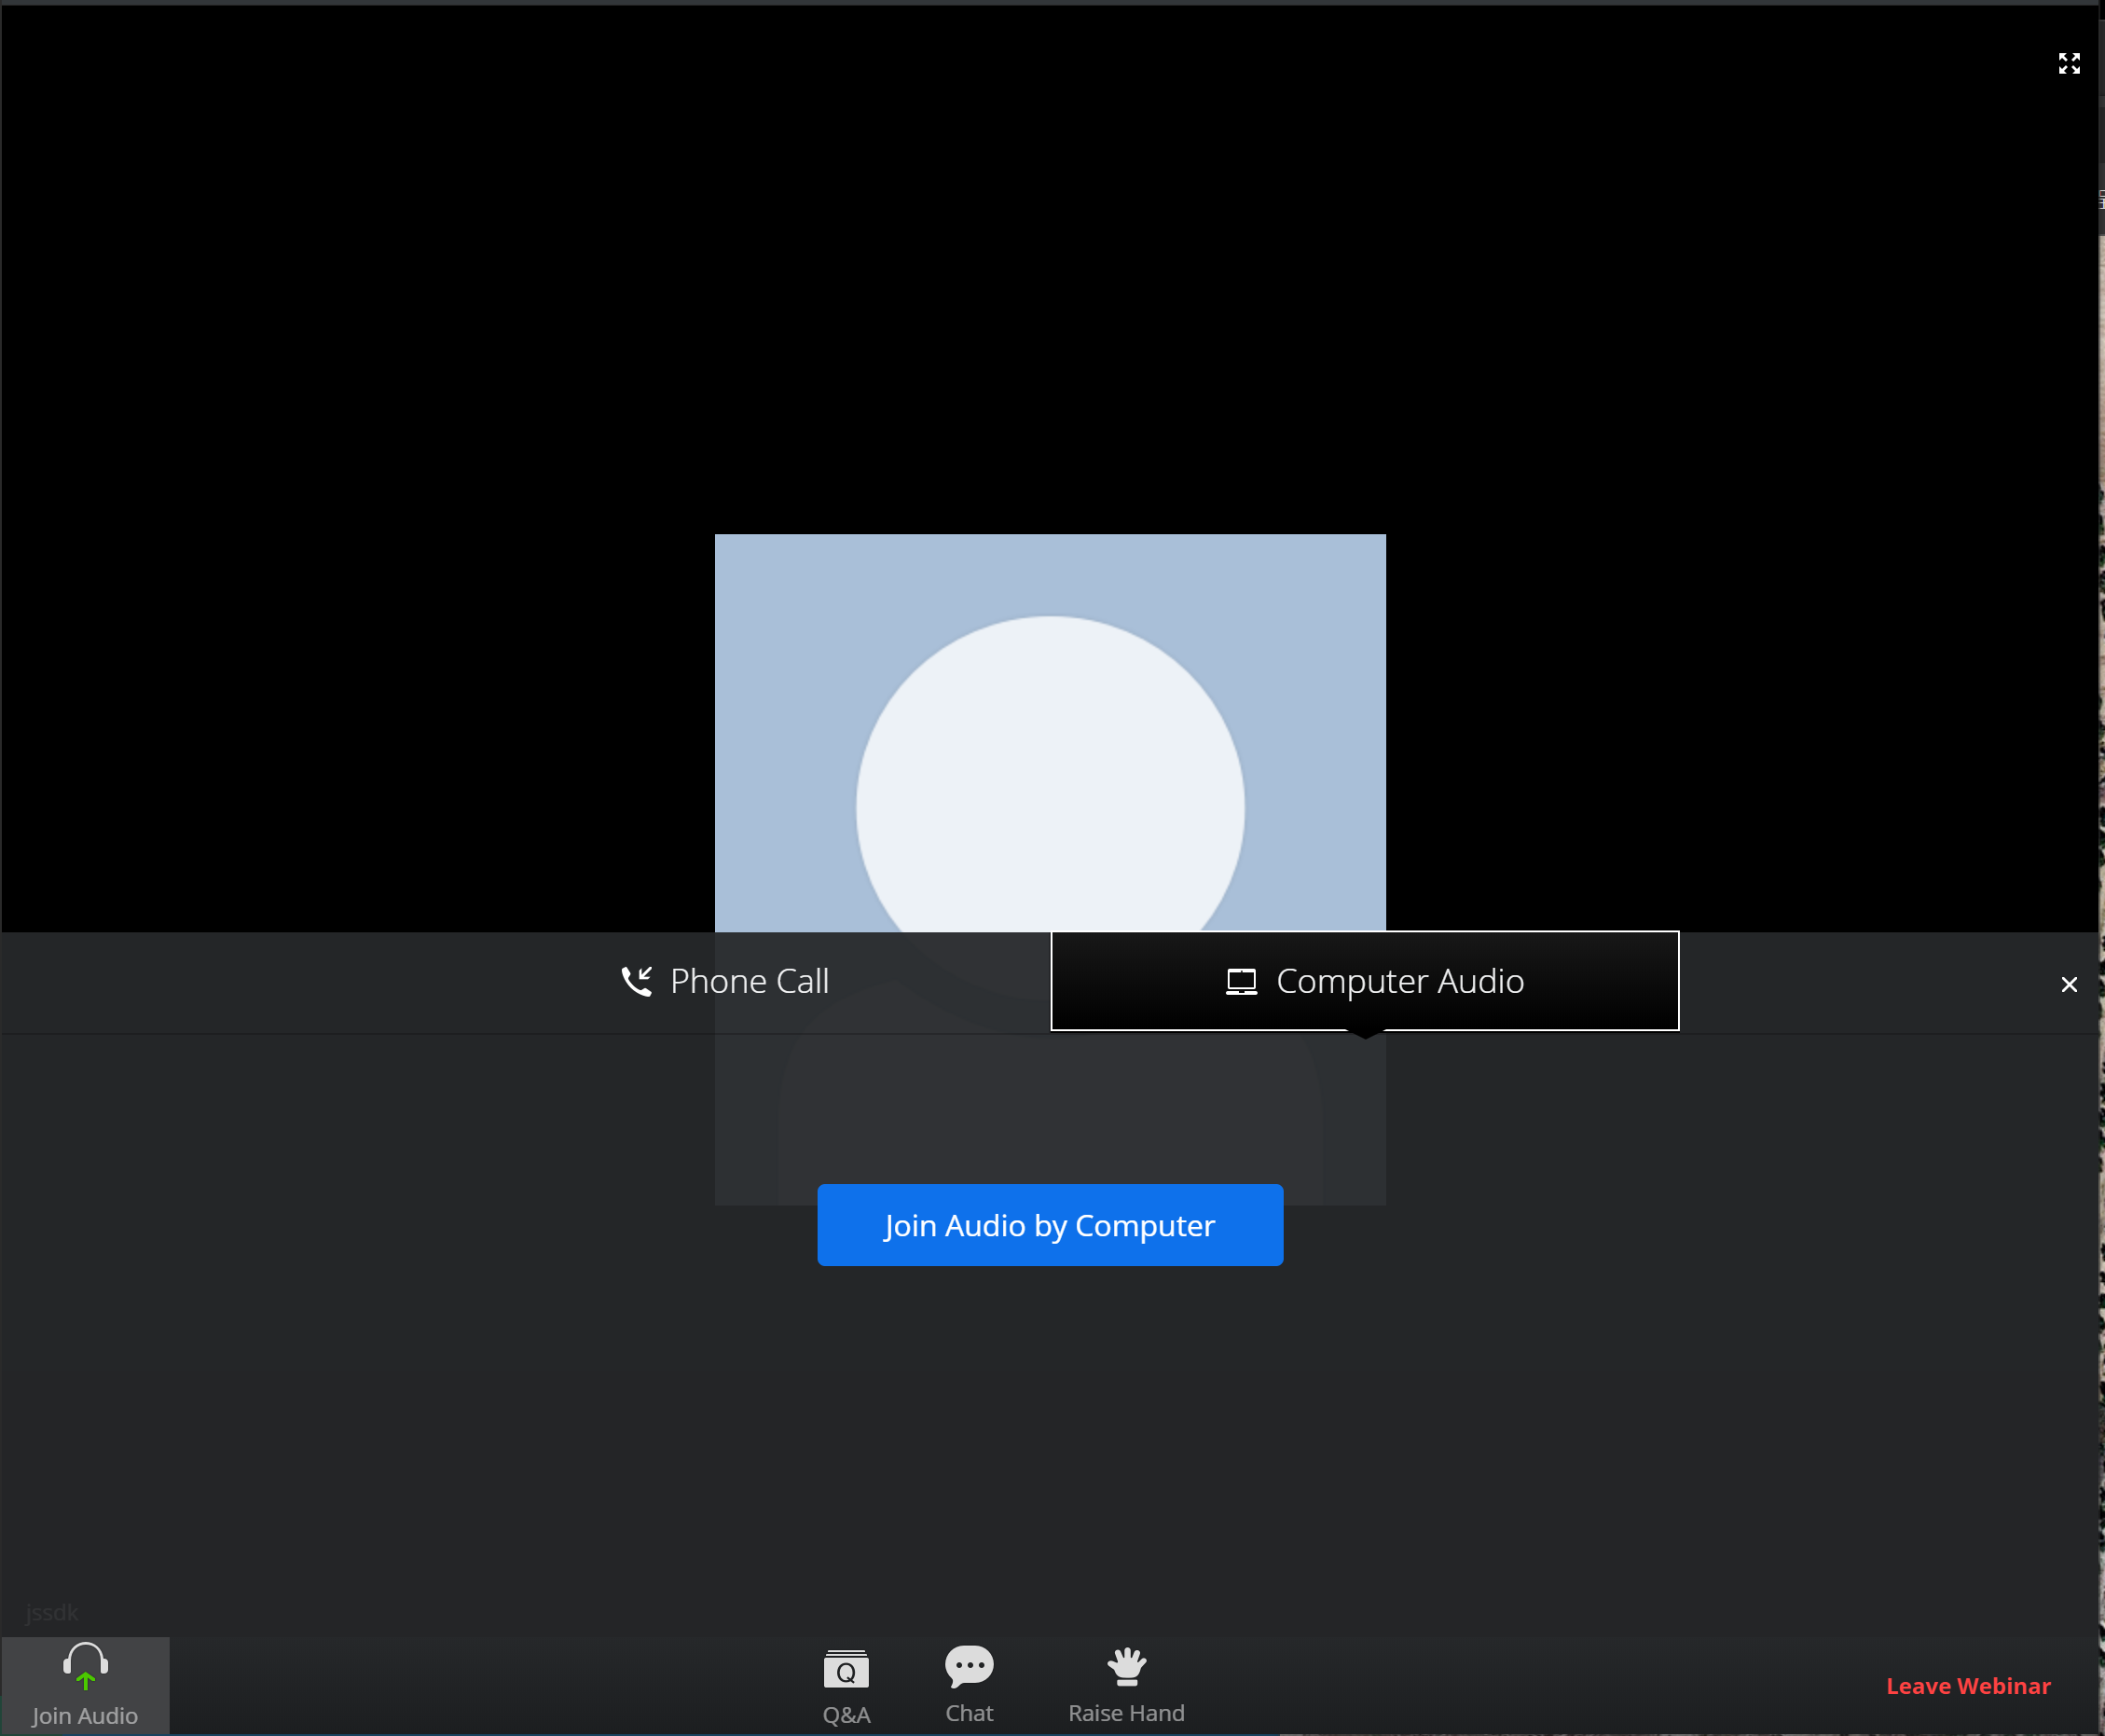 Phone Call
Computer Audio
Join Audio by Computer
jssdk
Join Audio
Q&A
Chat
Raise Hand
Leave Webinar